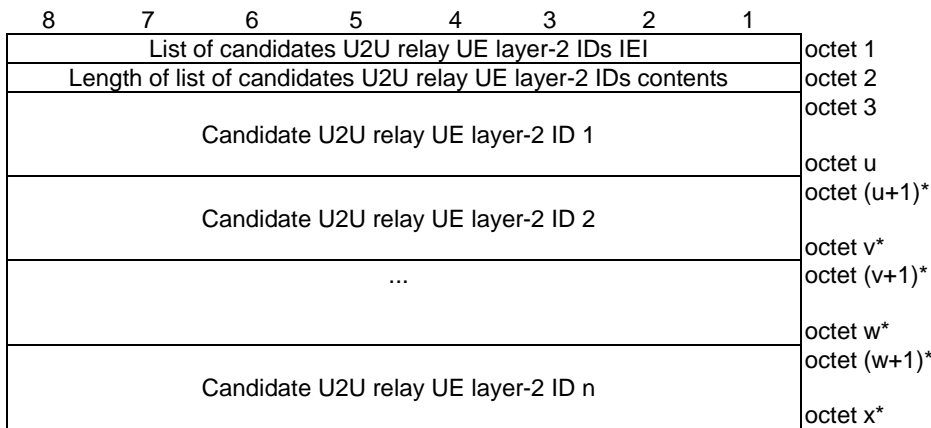 8 7 6 5 4 3 2 1
List of candidates U2U relay UE layer-2 IDs IEI octet 1
Length of list of candidates U2U relay UE layer-2 IDs contents octet 2
octet 3
Candidate U2U relay UE layer-2 ID 1
octet u
octet (u+1)*
Candidate U2U relay UE layer-2 ID 2
octet v*
... octet (v+1)*
octet w*
octet (w+1)*
Candidate U2U relay UE layer-2 ID n
octet x*